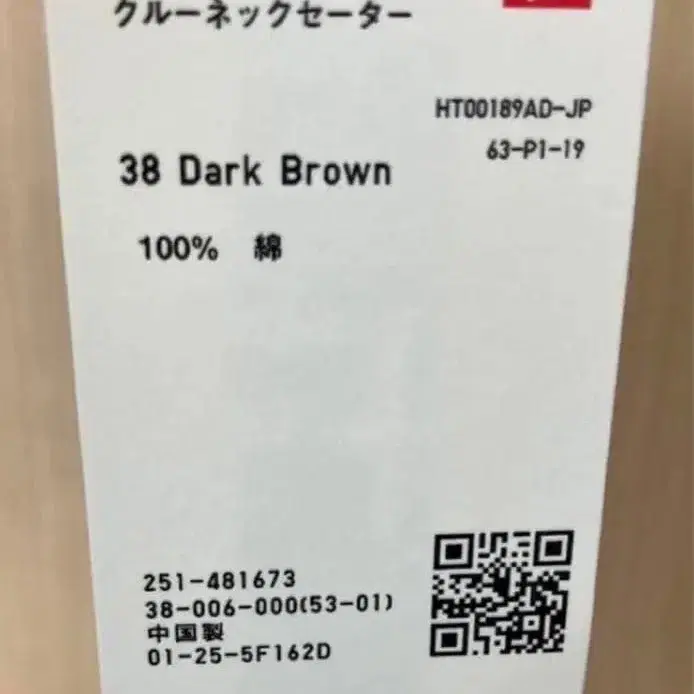 クルーネックセーター
HT00189AD-JP
63-P1-19
38 Dark Brown
100% 綿
251-481673
38-006-000(53-01)
中国製
01-25-5F162D